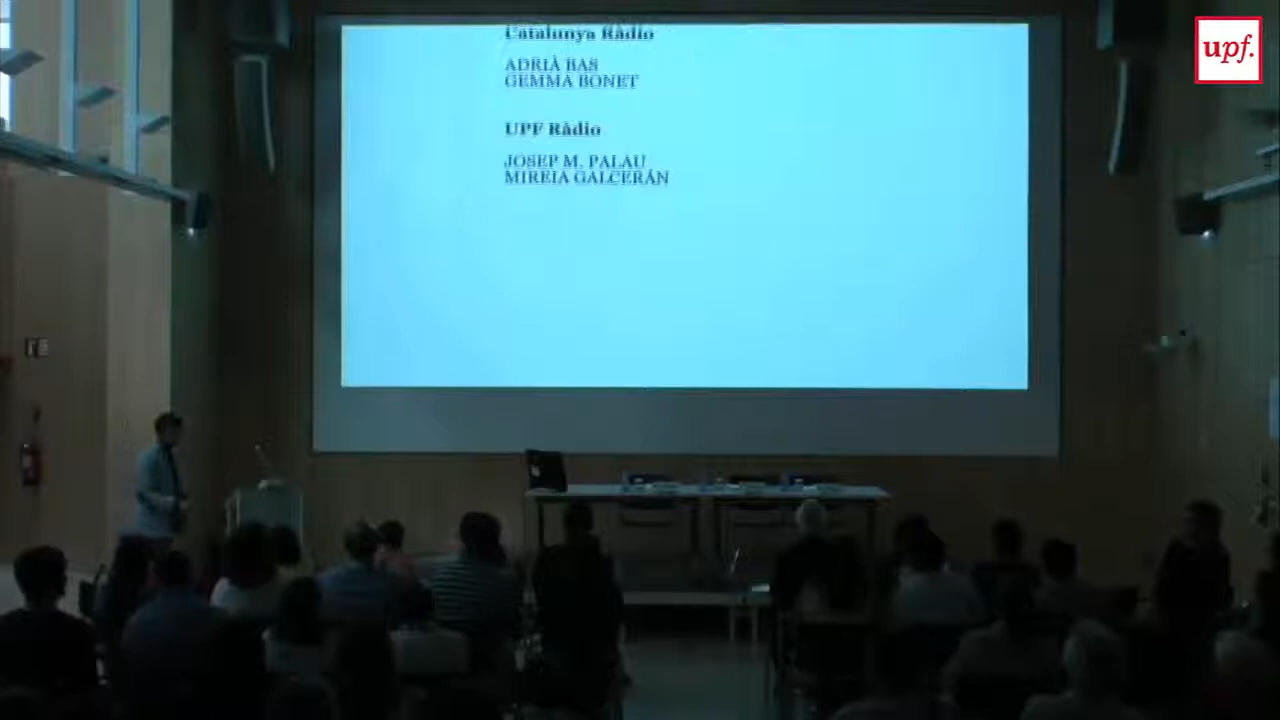 Catalunya Ràdio
ADRIÀ BAS
GEMMA BONET
UPF Ràdio
JOSEP M. PALAU
MIREIA GALCERÁN
upf.